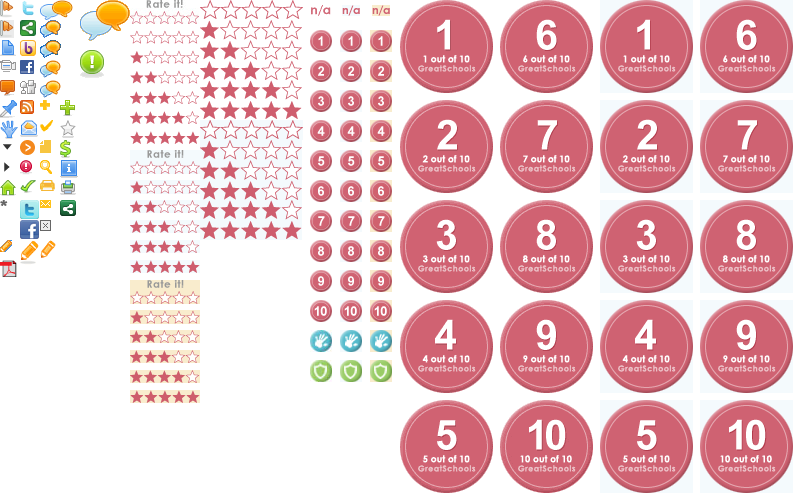 Rate it!
Rate it!
Rate it!
n/a n/a n/a
1 1 1
2 2 2
3 3 3
4 4 4
5 5 5
6 6 6
7 7 7
8 8 8
9 9 9
10 10 10
1 6 1 6
1 out of 10 6 out of 10 1 out of 10 6 out of 10
GreatSchools GreatSchools GreatSchools GreatSchools
2 7 2 7
2 out of 10 7 out of 10 2 out of 10 7 out of 10
GreatSchools GreatSchools GreatSchools GreatSchools
3 8 3 8
3 out of 10 8 out of 10 3 out of 10 8 out of 10
GreatSchools GreatSchools GreatSchools GreatSchools
4 9 4 9
4 out of 10 9 out of 10 4 out of 10 9 out of 10
GreatSchools GreatSchools GreatSchools GreatSchools
5 10 5 10
5 out of 10 10 out of 10 5 out of 10 10 out of 10
GreatSchools GreatSchools GreatSchools GreatSchools